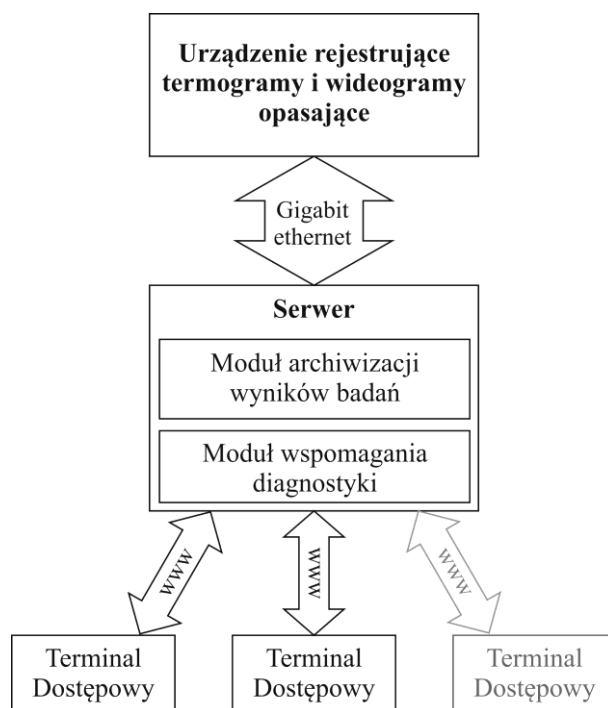 Urządzenie rejestrujące
termogramy i wideogramy
opasające
Gigabit
ethernet
Serwer
Moduł archiwizacji
wyników badań
Moduł wspomagania
diagnostyki
www
www
www
Terminal
Dostępowy
Terminal
Dostępowy
Terminal
Dostępowy